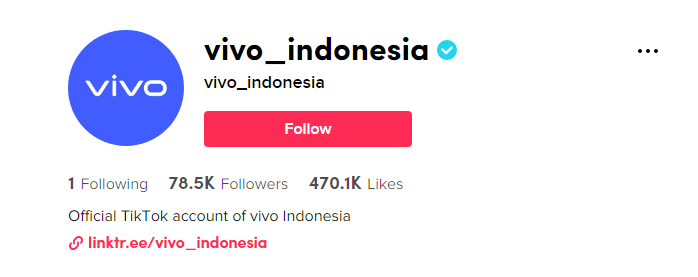 vivo
vivo_indonesia
vivo_indonesia
Follow
1 Following 78.5K Followers 470.1K Likes
Official TikTok account of vivo Indonesia
linktr.ee/vivo_indonesia